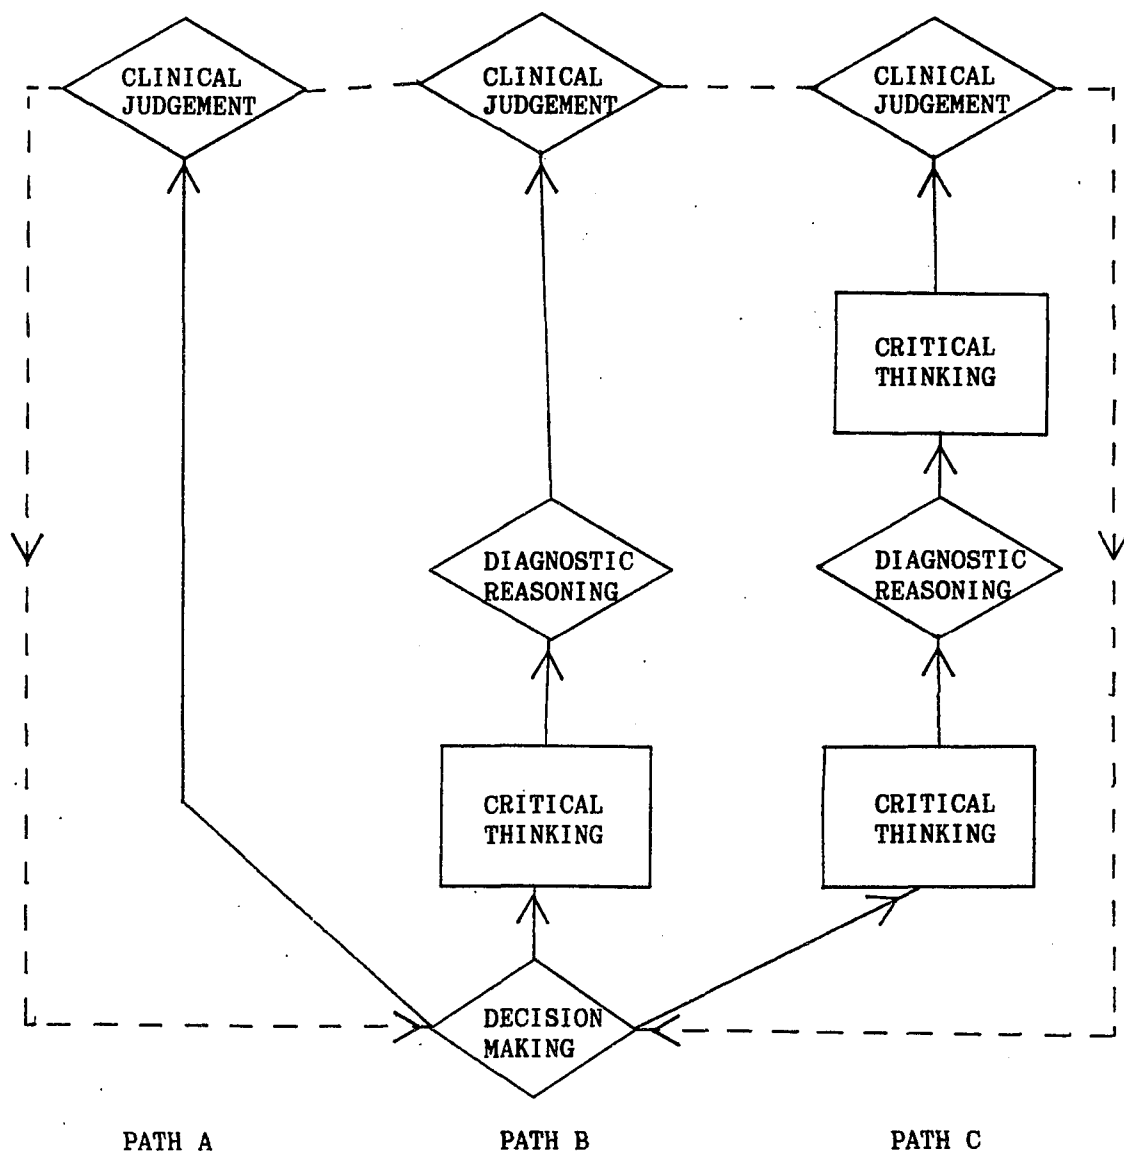 CLINICAL
JUDGEMENT
CLINICAL
JUDGEMENT
CLINICAL
JUDGEMENT
CRITICAL
THINKING
DIAGNOSTIC
REASONING
DIAGNOSTIC
REASONING
CRITICAL
THINKING
CRITICAL
THINKING
DECISION
MAKING
PATH A
PATH B
PATH C